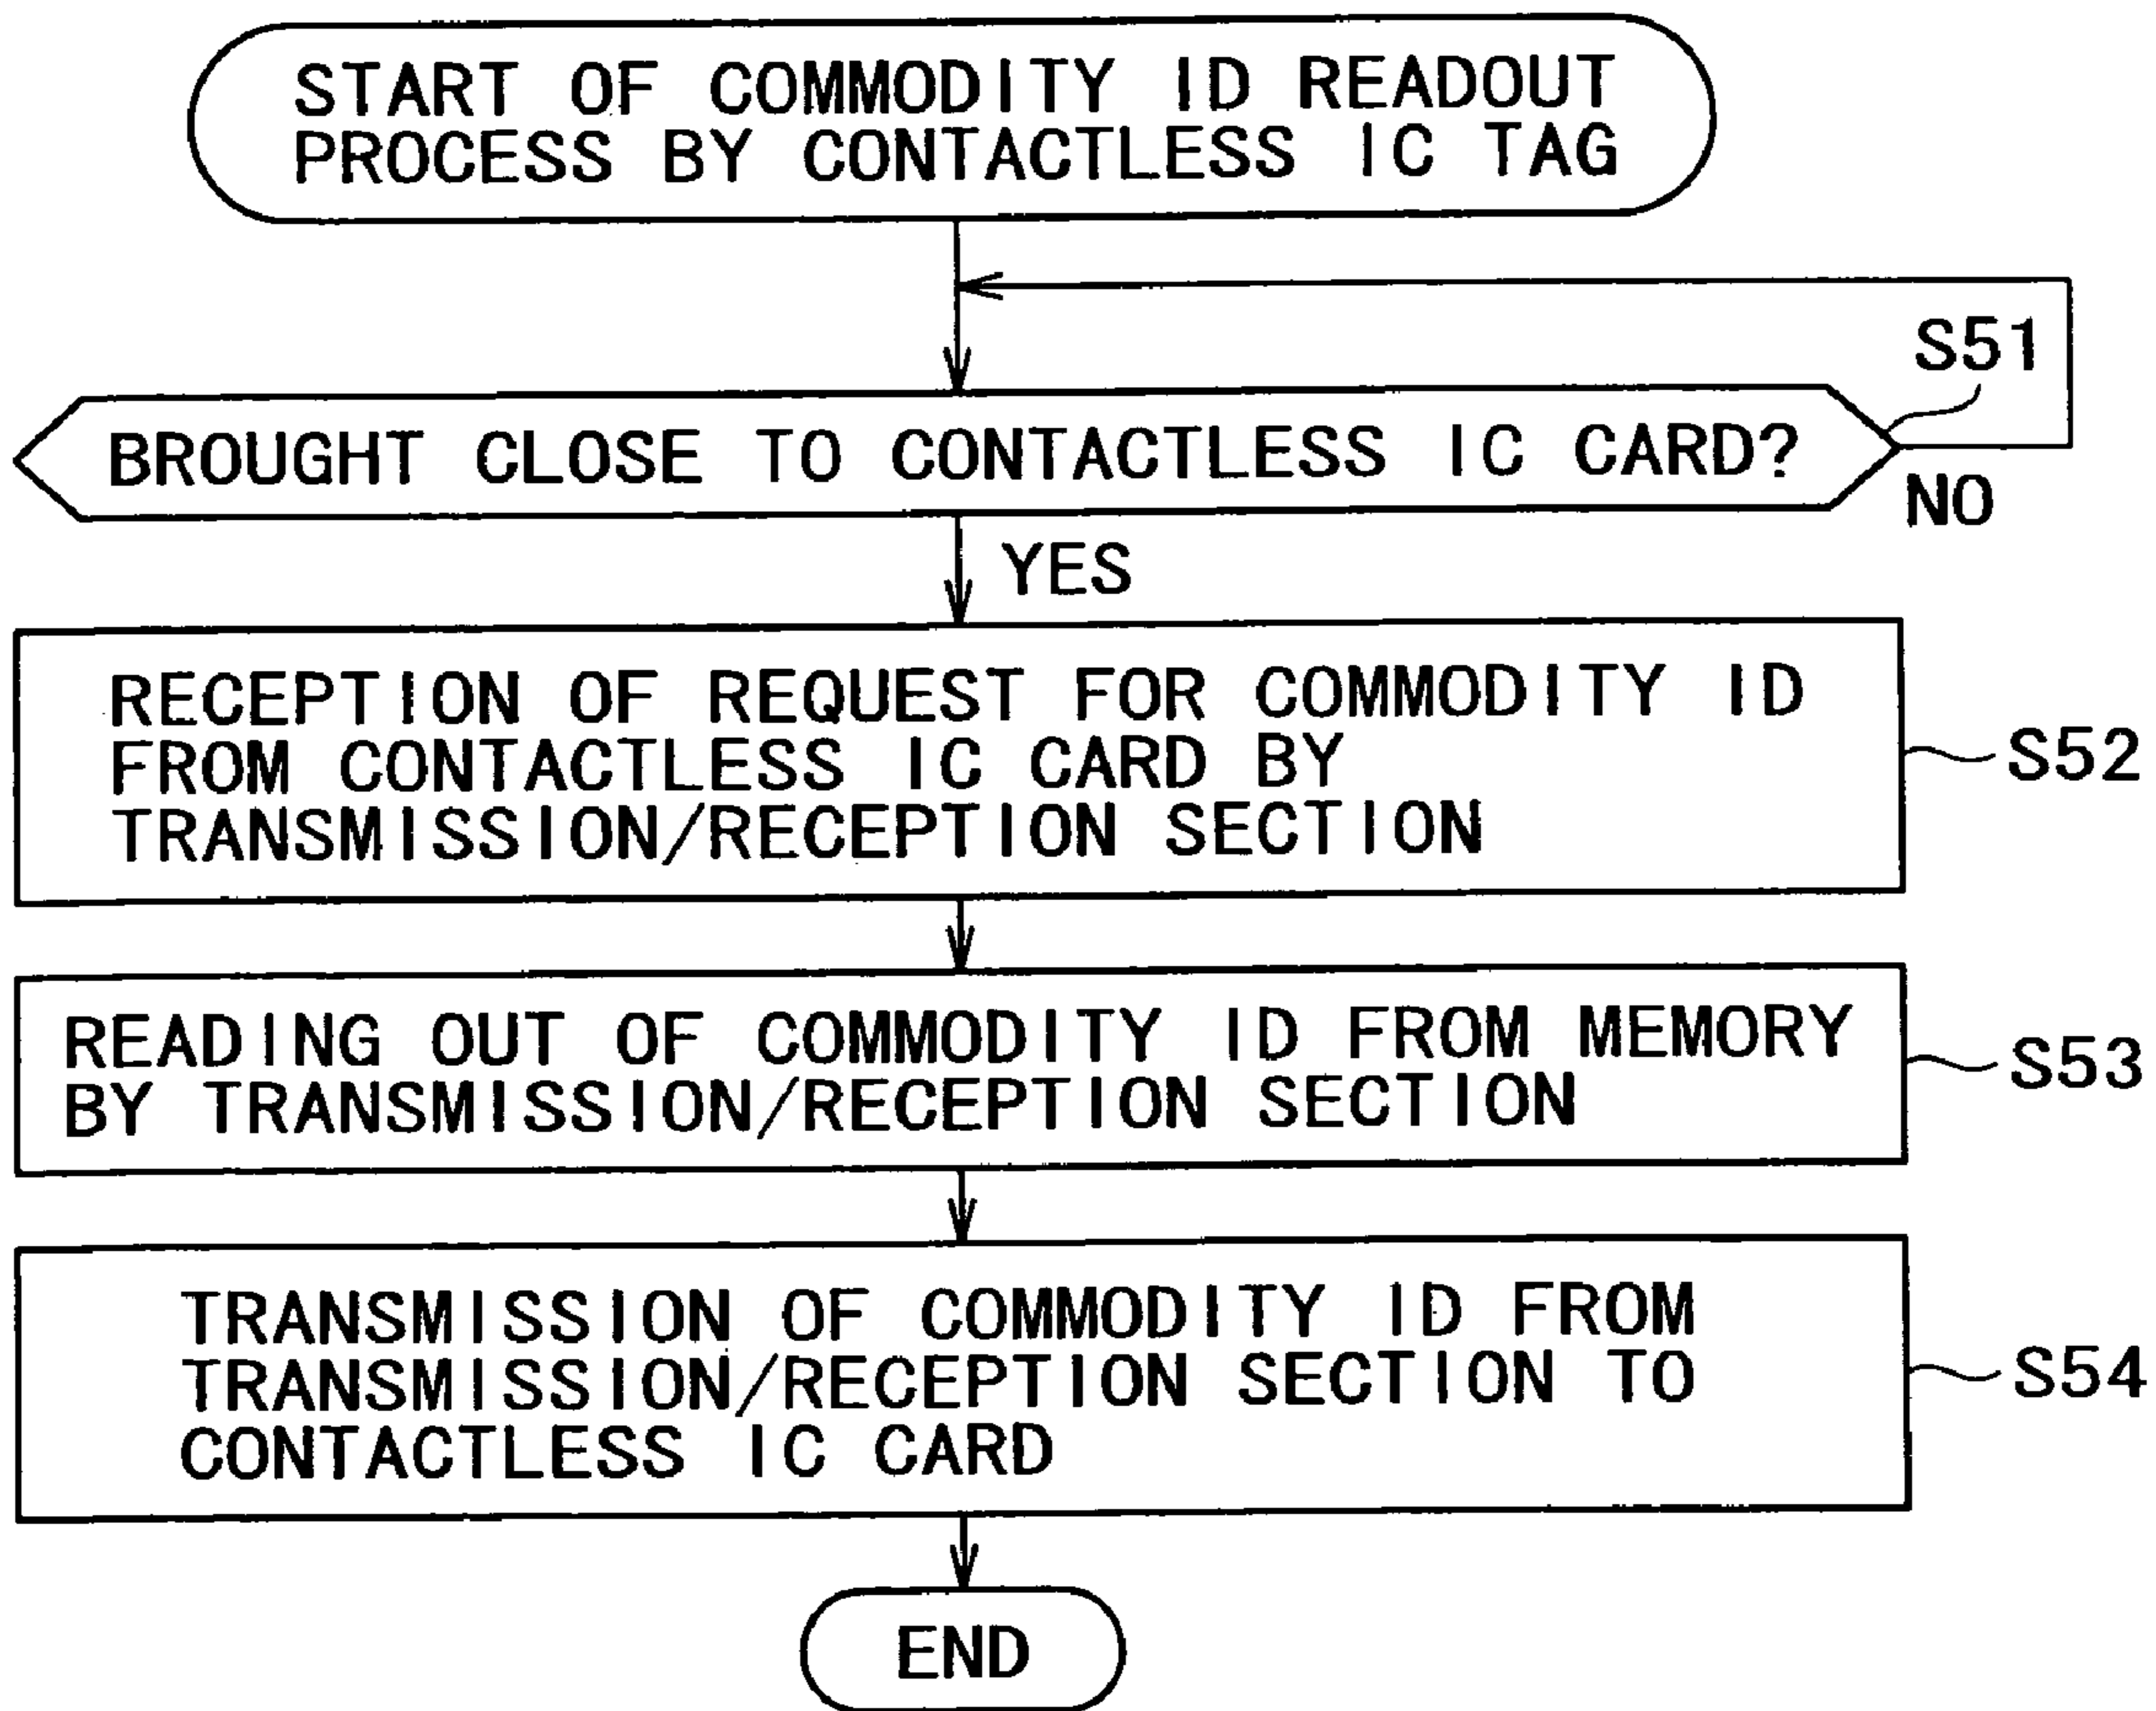 START OF COMMODITY ID READOUT
PROCESS BY CONTACTLESS IC TAG
S51
BROUGHT CLOSE TO CONTACTLESS IC CARD?
NO
YES
RECEPTION OF REQUEST FOR COMMODITY ID
FROM CONTACTLESS IC CARD BY
TRANSMISSION/RECEPTION SECTION
S52
READING OUT OF COMMODITY ID FROM MEMORY
BY TRANSMISSION/RECEPTION SECTION
S53
TRANSMISSION OF COMMODITY ID FROM
TRANSMISSION/RECEPTION SECTION TO
CONTACTLESS IC CARD
S54
END